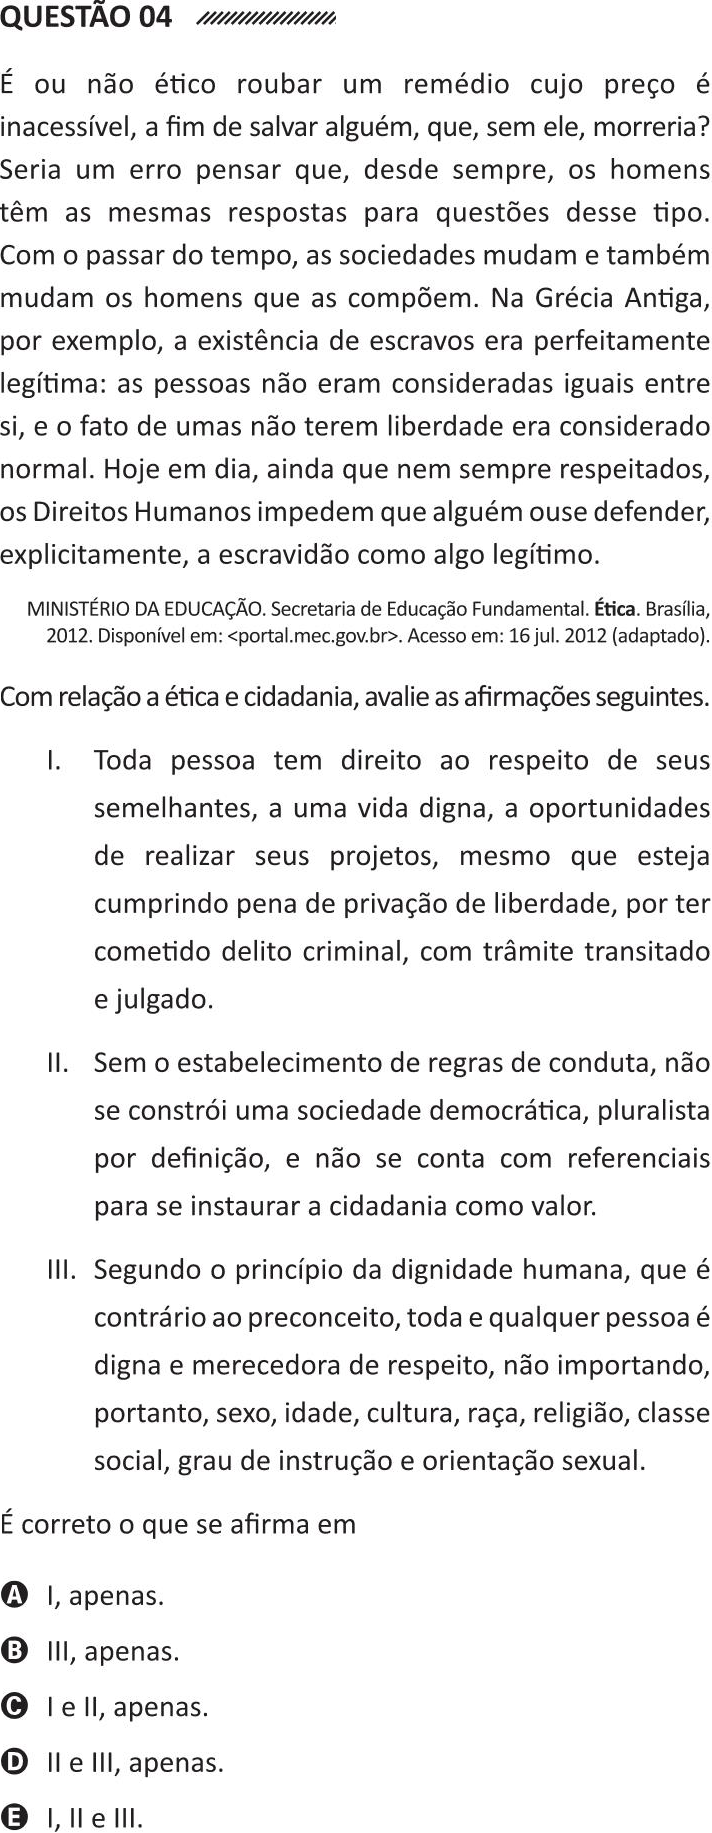 QUESTÃO 04
É ou não ético roubar um remédio cujo preço é
inacessível, a fim de salvar alguém, que, sem ele, morreria?
Seria um erro pensar que, desde sempre, os homens
têm as mesmas respostas para questões desse tipo.
Com o passar do tempo, as sociedades mudam e também
mudam os homens que as compõem. Na Grécia Antiga,
por exemplo, a existência de escravos era perfeitamente
legítima: as pessoas não eram consideradas iguais entre
si, e o fato de umas não terem liberdade era considerado
normal. Hoje em dia, ainda que nem sempre respeitados,
os Direitos Humanos impedem que alguém ouse defender,
explicitamente, a escravidão como algo legítimo.
MINISTÉRIO DA EDUCAÇÃO. Secretaria de Educação Fundamental. Ética. Brasília,
2012. Disponível em: <portal.mec.gov.br>. Acesso em: 16 jul. 2012 (adaptado).
Com relação a ética e cidadania, avalie as afirmações seguintes.
I. Toda pessoa tem direito ao respeito de seus
semelhantes, a uma vida digna, a oportunidades
de realizar seus projetos, mesmo que esteja
cumprindo pena de privação de liberdade, por ter
cometido delito criminal, com trâmite transitado
e julgado.
II. Sem o estabelecimento de regras de conduta, não
se constrói uma sociedade democrática, pluralista
por definição, e não se conta com referenciais
para se instaurar a cidadania como valor.
III. Segundo o princípio da dignidade humana, que é
contrário ao preconceito, toda e qualquer pessoa é
digna e merecedora de respeito, não importando,
portanto, sexo, idade, cultura, raça, religião, classe
social, grau de instrução e orientação sexual.
É correto o que se afirma em
A I, apenas.
B III, apenas.
C I e II, apenas.
D II e III, apenas.
E I, II e III.